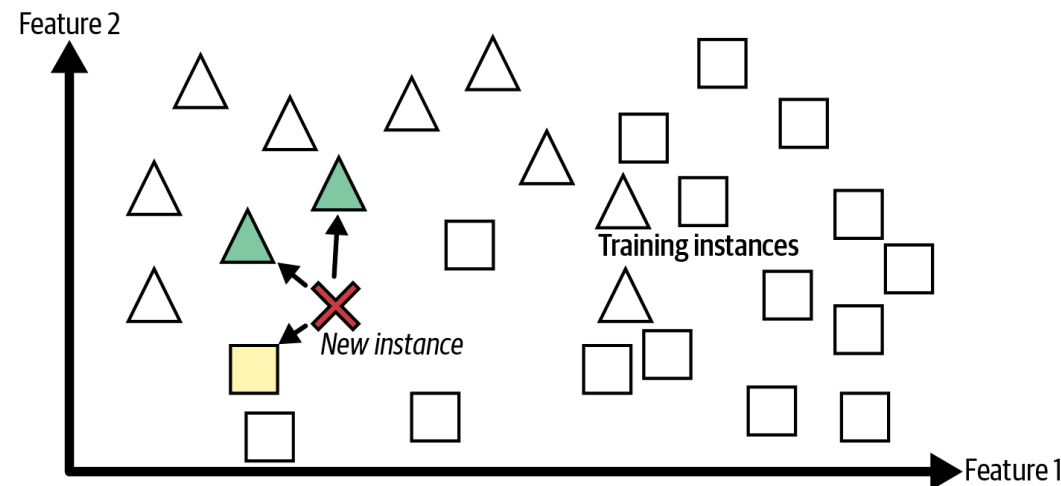 Feature 2
Training instances
New instance
Feature 1